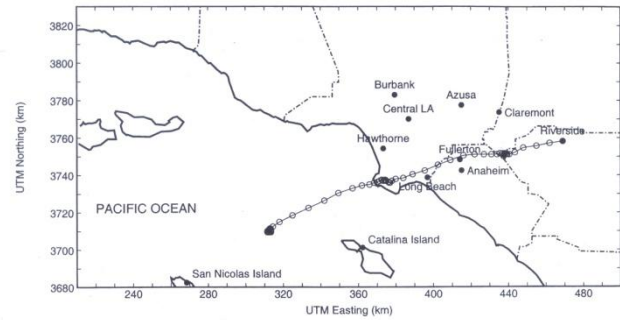 3820
3800
3780
3760
3740
3720
3700
3680
UTM Northing (km)
Burbank
Azusa
Central LA
Claremont
Hawthorne
Riverside
Fullerton
Anaheim
Long Beach
PACIFIC OCEAN
Catalina Island
San Nicolas Island
240
280
320
360
400
440
480
UTM Easting (km)